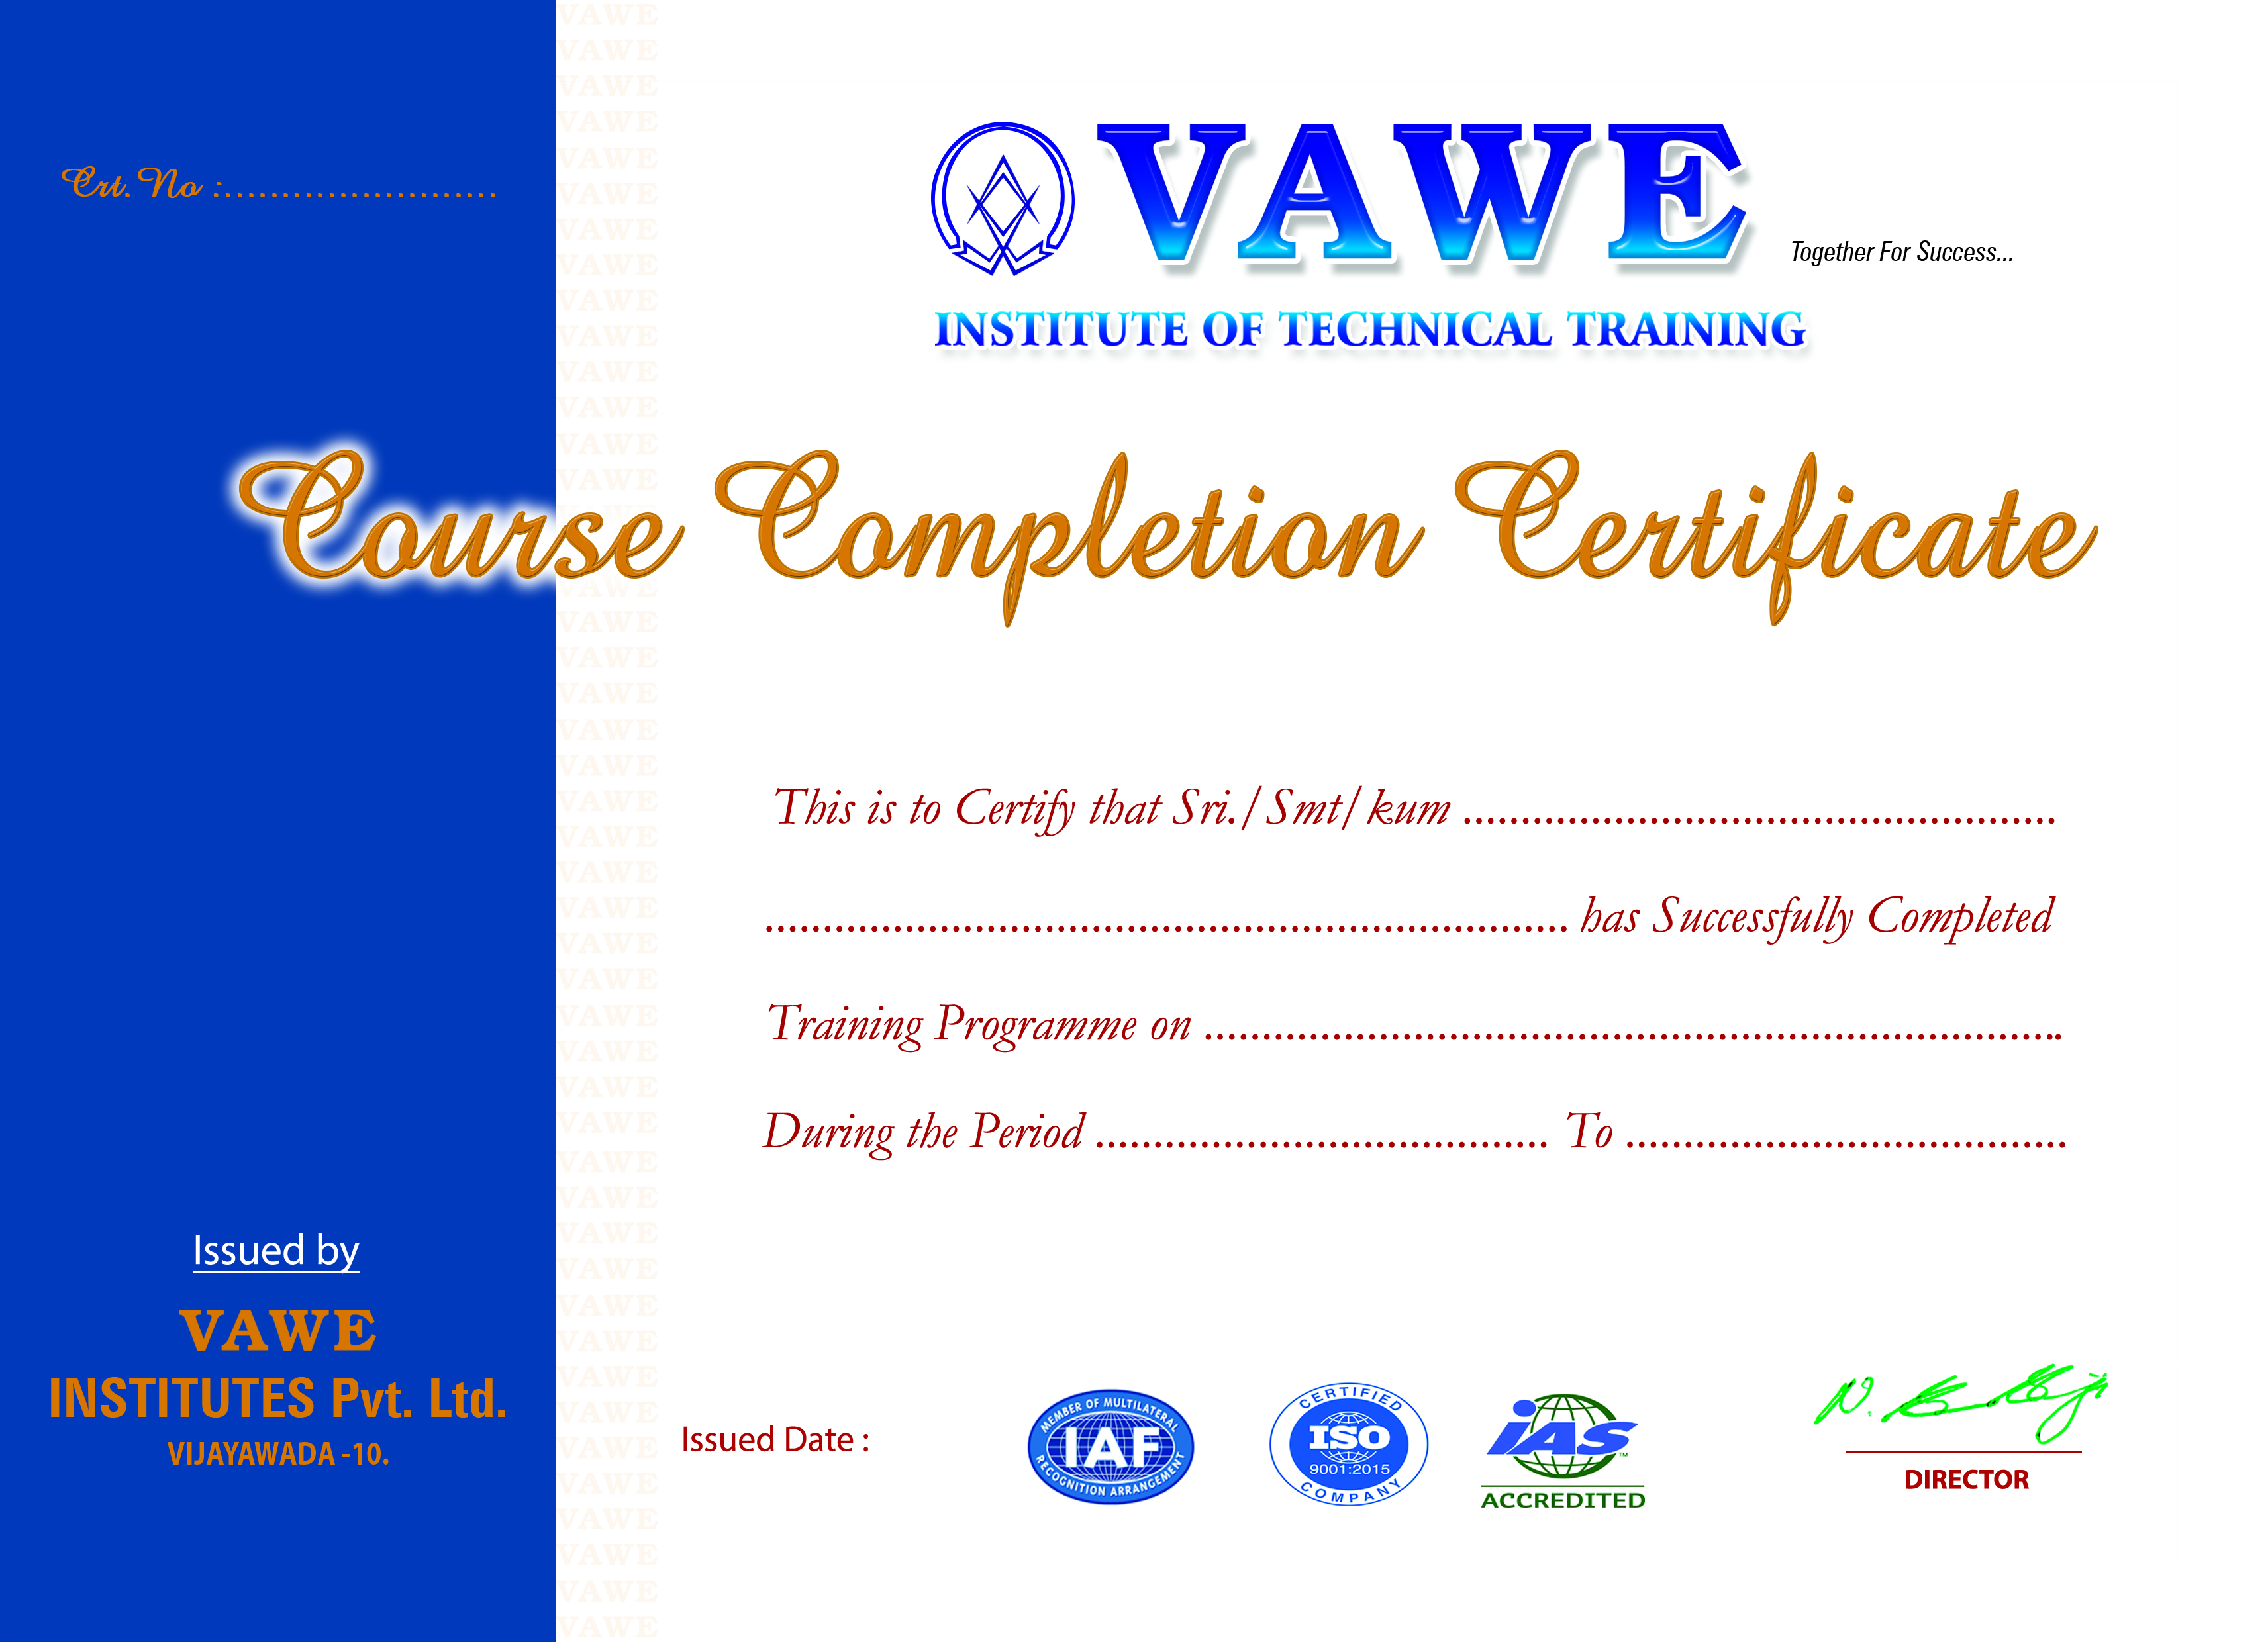 Crt. No :........................
VAWE
Together For Success...
INSTITUTE OF TECHNICAL TRAINING
Course Completion Certificate
This is to Certify that Sri./Smt/kum ...................................................
..................................................................... has Successfully Completed
Training Programme on ..........................................................................
During the Period ....................................... To ......................................
Issued by
VAWE
INSTITUTES Pvt. Ltd.
VIJAYAWADA -10.
Issued Date :
MEMBER OF MULTILATERAL
IAF
RECOGNITION ARRANGEMENT
CERTIFIED
ISO
9001:2015
COMPANY
IAS™
ACCREDITED
DIRECTOR